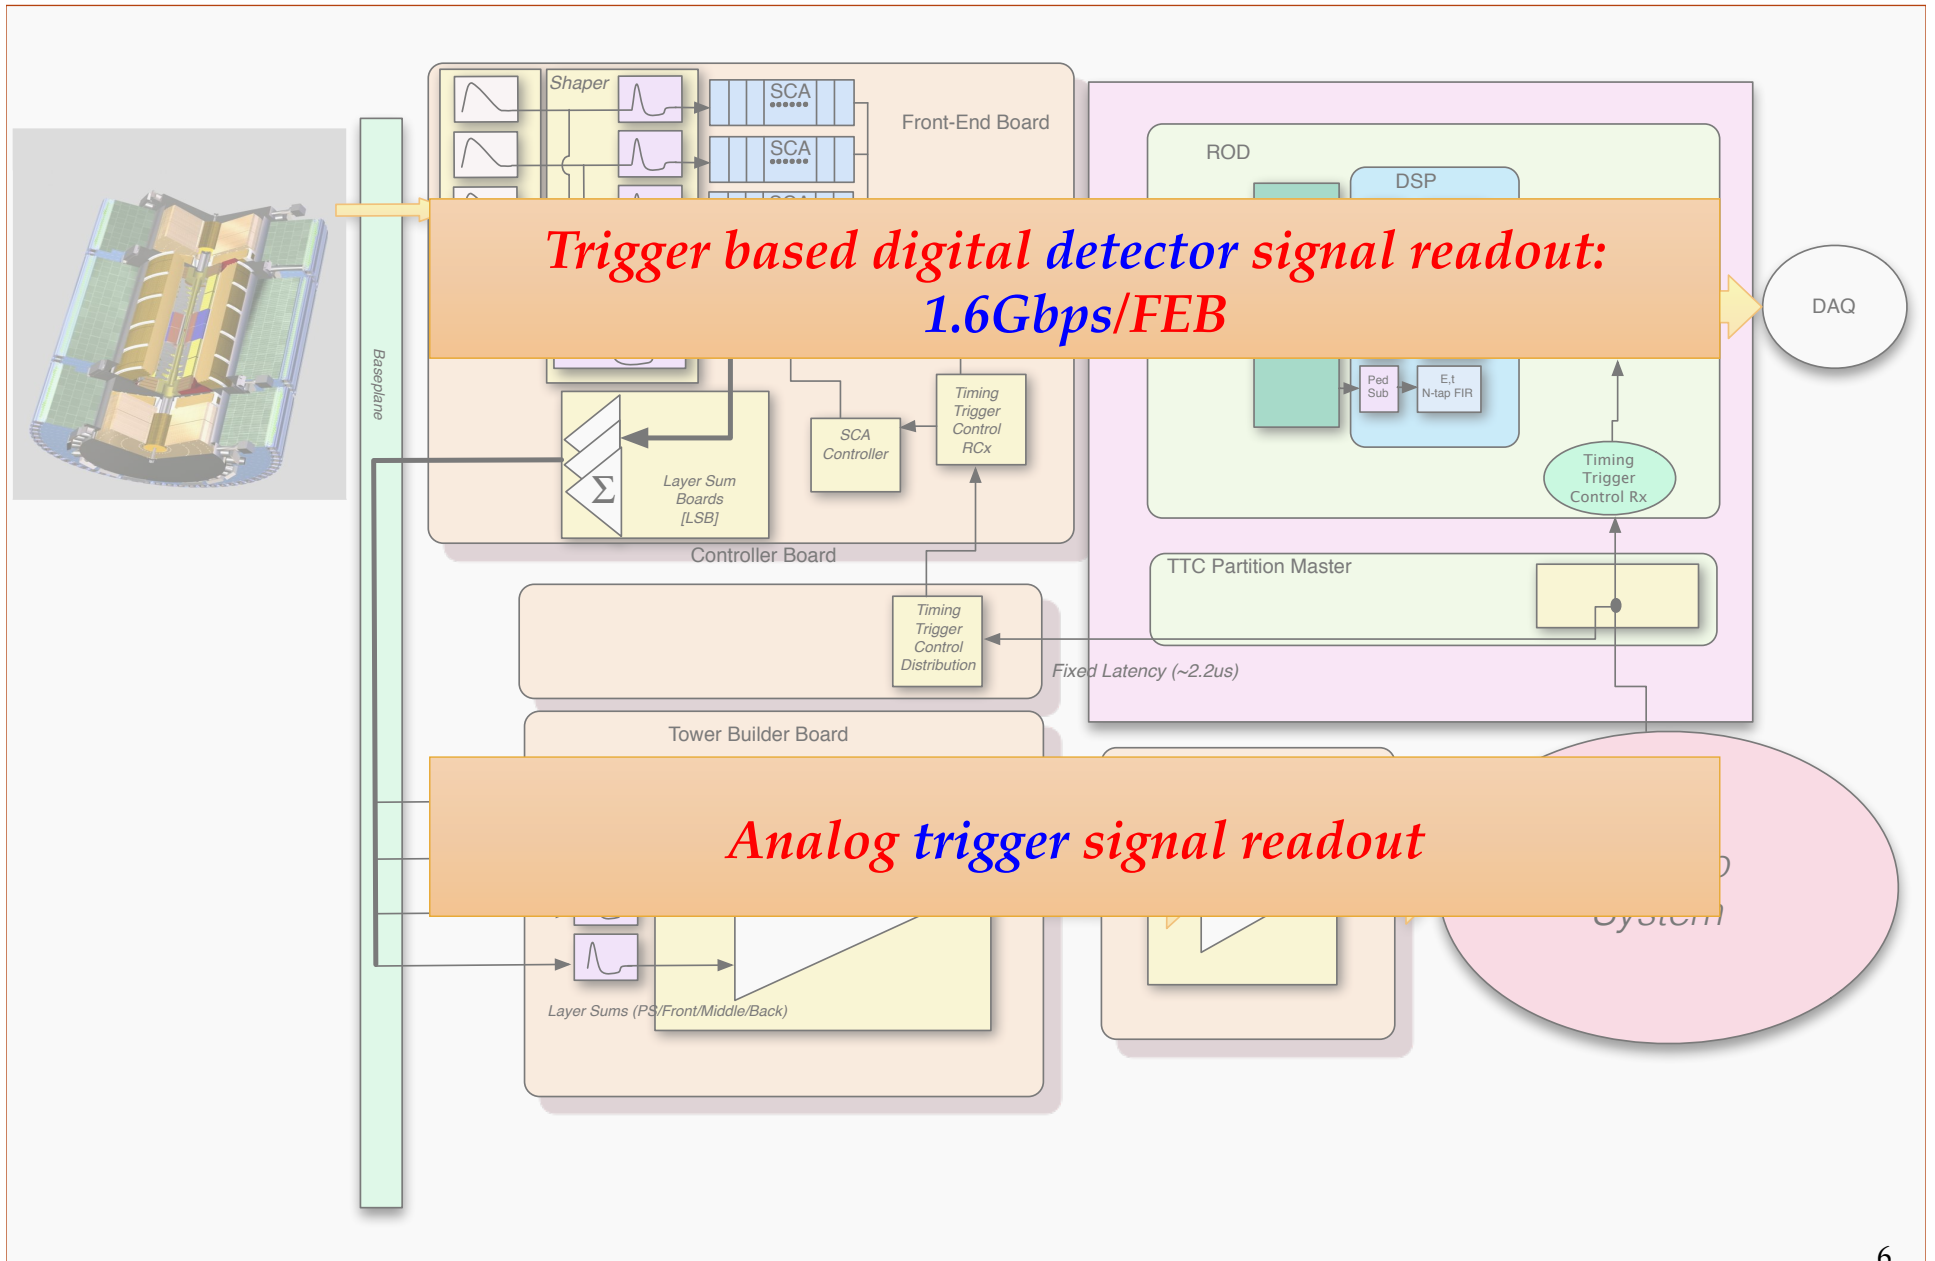 Shaper
SCA
SCA
SCA
Front-End Board
ROD
DSP
Trigger based digital detector signal readout:
1.6Gbps/FEB
DAQ
Baseplane
Ped
Sub
E,t
N-tap FIR
Timing
Trigger
Control
RCx
SCA
Controller
Layer Sum
Boards
[LSB]
Σ
Timing
Trigger
Control Rx
Controller Board
TTC Partition Master
Timing
Trigger
Control
Distribution
Fixed Latency (~2.2us)
Tower Builder Board
Analog trigger signal readout
System
Layer Sums (PS/Front/Middle/Back)
6